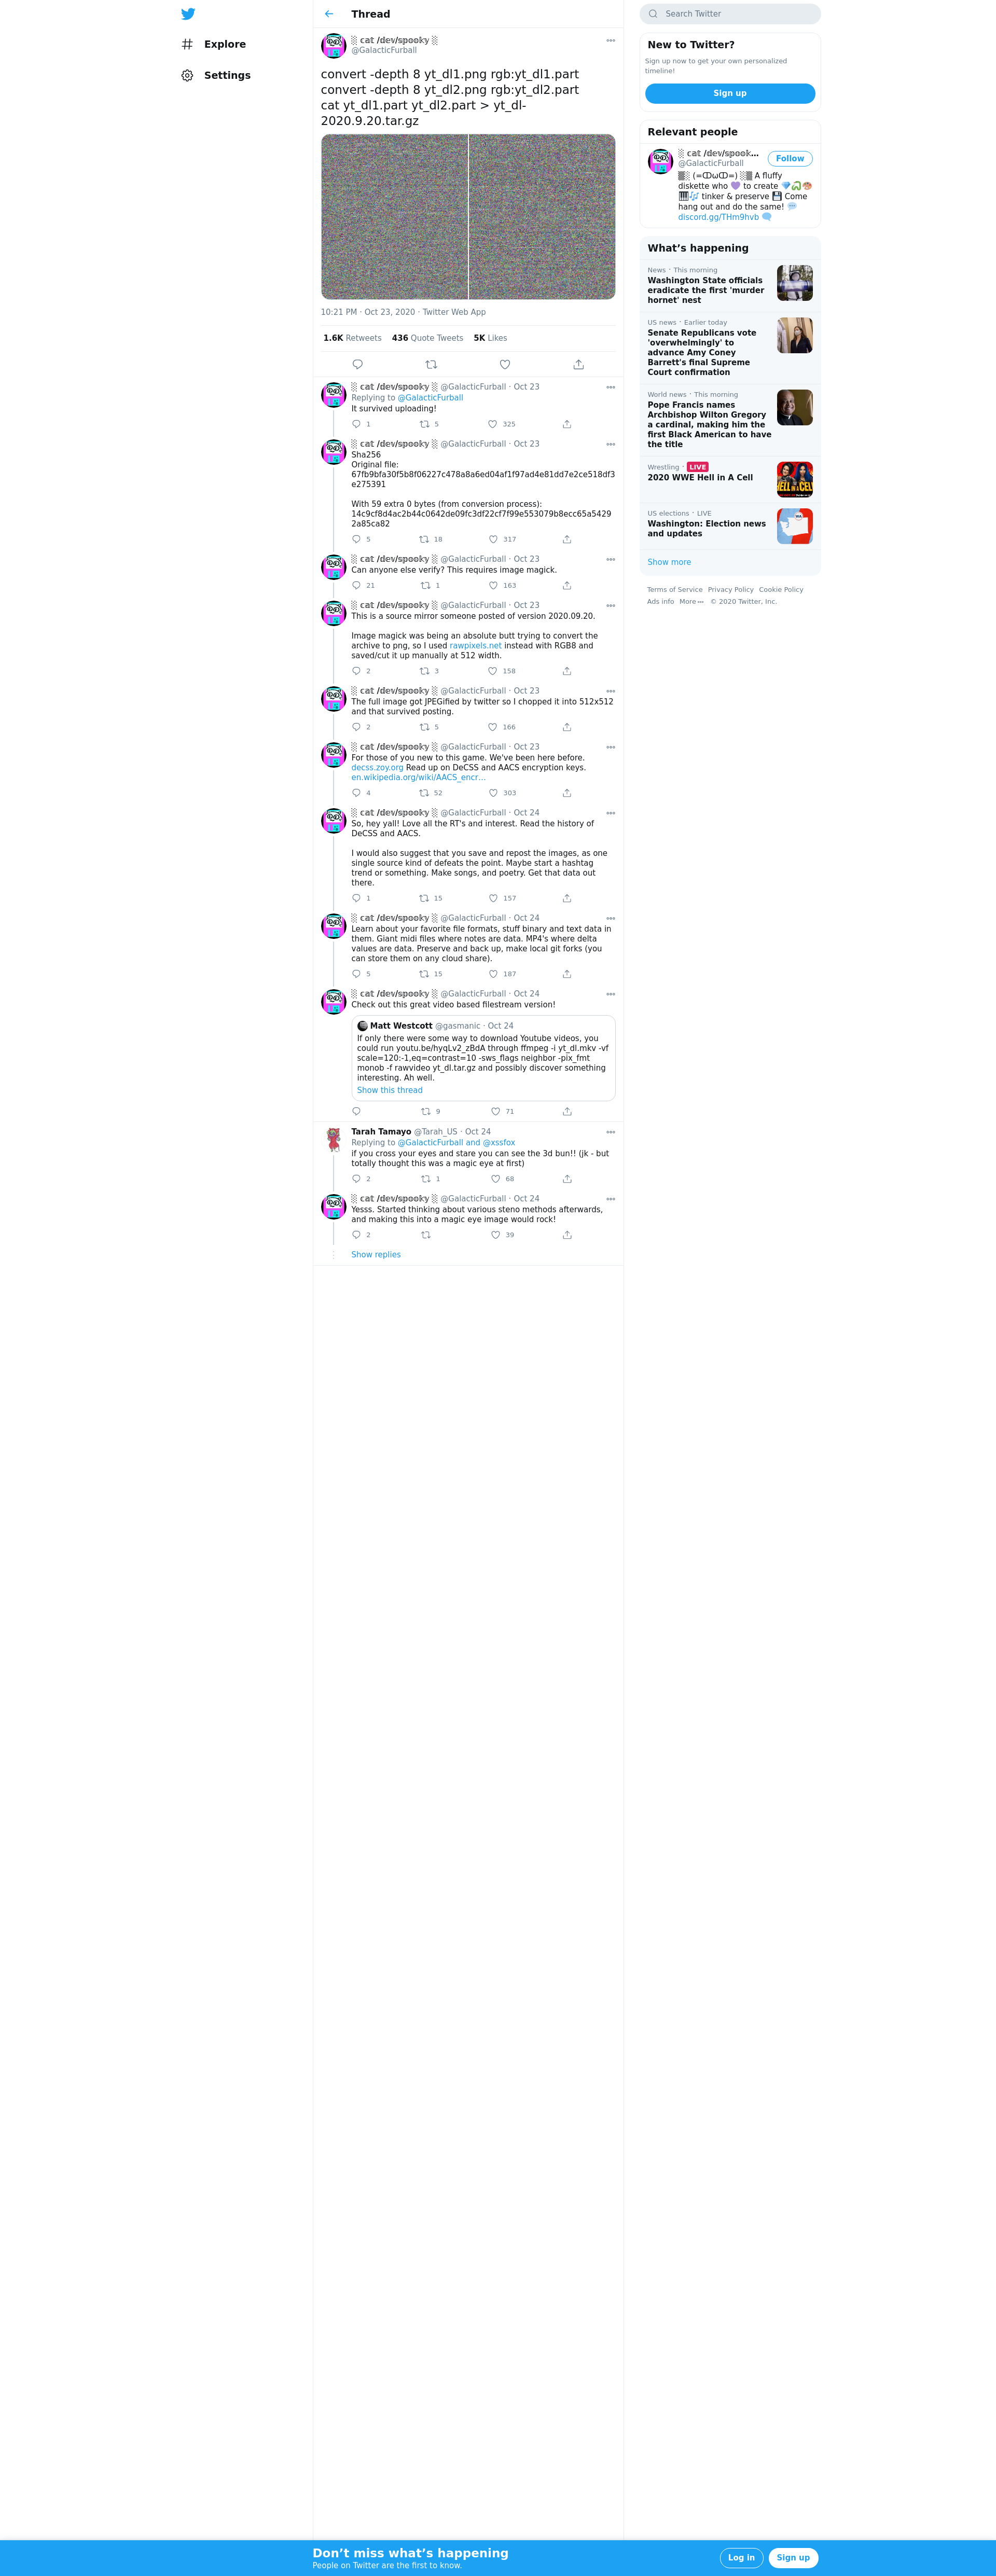 Explore
Settings
Thread
░ cat /dev/spooky ░
@GalacticFurball
convert -depth 8 yt_dl1.png rgb:yt_dl1.part
convert -depth 8 yt_dl2.png rgb:yt_dl2.part
cat yt_dl1.part yt_dl2.part > yt_dl-
2020.9.20.tar.gz
10:21 PM · Oct 23, 2020 · Twitter Web App
1.6K Retweets 436 Quote Tweets 5K Likes
░ cat /dev/spooky ░ @GalacticFurball · Oct 23
Replying to @GalacticFurball
It survived uploading!
1 5 325
░ cat /dev/spooky ░ @GalacticFurball · Oct 23
Sha256
Original file:
67fb9bfa30f5b8f06227c478a8a6ed04af1f97ad4e81dd7e2ce518df3
e275391
With 59 extra 0 bytes (from conversion process):
14c9cf8d4ac2b44c0642de09fc3df22cf7f99e553079b8ecc65a5429
2a85ca82
5 18 317
░ cat /dev/spooky ░ @GalacticFurball · Oct 23
Can anyone else verify? This requires image magick.
21 1 163
░ cat /dev/spooky ░ @GalacticFurball · Oct 23
This is a source mirror someone posted of version 2020.09.20.
Image magick was being an absolute butt trying to convert the
archive to png, so I used rawpixels.net instead with RGB8 and
saved/cut it up manually at 512 width.
2 3 158
░ cat /dev/spooky ░ @GalacticFurball · Oct 23
The full image got JPEGified by twitter so I chopped it into 512x512
and that survived posting.
2 5 166
░ cat /dev/spooky ░ @GalacticFurball · Oct 23
For those of you new to this game. We've been here before.
decss.zoy.org Read up on DeCSS and AACS encryption keys.
en.wikipedia.org/wiki/AACS_encr…
4 52 303
░ cat /dev/spooky ░ @GalacticFurball · Oct 24
So, hey yall! Love all the RT's and interest. Read the history of
DeCSS and AACS.
I would also suggest that you save and repost the images, as one
single source kind of defeats the point. Maybe start a hashtag
trend or something. Make songs, and poetry. Get that data out
there.
1 15 157
░ cat /dev/spooky ░ @GalacticFurball · Oct 24
Learn about your favorite file formats, stuff binary and text data in
them. Giant midi files where notes are data. MP4's where delta
values are data. Preserve and back up, make local git forks (you
can store them on any cloud share).
5 15 187
░ cat /dev/spooky ░ @GalacticFurball · Oct 24
Check out this great video based filestream version!
Matt Westcott @gasmanic · Oct 24
If only there were some way to download Youtube videos, you
could run youtu.be/hyqLv2_zBdA through ffmpeg -i yt_dl.mkv -vf
scale=120:-1,eq=contrast=10 -sws_flags neighbor -pix_fmt
monob -f rawvideo yt_dl.tar.gz and possibly discover something
interesting. Ah well.
Show this thread
9 71
Tarah Tamayo @Tarah_US · Oct 24
Replying to @GalacticFurball and @xssfox
if you cross your eyes and stare you can see the 3d bun!! (jk - but
totally thought this was a magic eye at first)
2 1 68
░ cat /dev/spooky ░ @GalacticFurball · Oct 24
Yesss. Started thinking about various steno methods afterwards,
and making this into a magic eye image would rock!
2 39
Show replies
Search Twitter
New to Twitter?
Sign up now to get your own personalized
timeline!
Sign up
Relevant people
░ cat /dev/spook…
@GalacticFurball
Follow
▓░ (=ↀωↀ=) ░▓ A fluffy
diskette who 💜 to create 💎🎧🎨
🎹🎶 tinker & preserve 💾 Come
hang out and do the same! 💬
discord.gg/THm9hvb 🗨
What’s happening
News · This morning
Washington State officials
eradicate the first 'murder
hornet' nest
US news · Earlier today
Senate Republicans vote
'overwhelmingly' to
advance Amy Coney
Barrett's final Supreme
Court confirmation
World news · This morning
Pope Francis names
Archbishop Wilton Gregory
a cardinal, making him the
first Black American to have
the title
Wrestling · LIVE
2020 WWE Hell in A Cell
US elections · LIVE
Washington: Election news
and updates
Show more
Terms of Service Privacy Policy Cookie Policy
Ads info More ··· © 2020 Twitter, Inc.
Don’t miss what’s happening
People on Twitter are the first to know.
Log in
Sign up